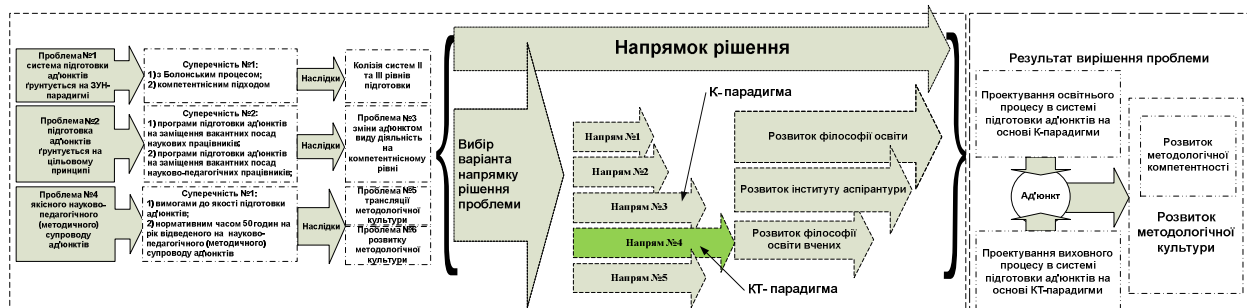 Проблема №1
система підготовки
ад'юнктів
ґрунтується на ЗУН-
парадигмі
Суперечність №1:
1) з Болонським процесом;
2) компетентнісним підходом
Наслідки
Колізія систем ІІ
та ІІІ рівнів
підготовки
Проблема №2
підготовка
ад'юнктів
ґрунтується на
цільовому
принципі
Суперечність №2:
1) програми підготовки ад'юнктів
на заміщення вакантних посад
наукових працівників;
2) програми підготовки ад'юнктів
на заміщення вакантних посад
науково-педагогічних працівників;
Наслідки
Проблема №3
зміни ад'юнктом
виду діяльність
на
компетентнісному
рівні
Проблема №4
якісного науково-
педагогічного
(методичного)
супроводу
ад'юнктів
Суперечність №1:
1) вимогами до якості підготовки
ад'юнктів;
2) нормативним часом 50 годин на
рік відведеного на науково-
педагогічного (методичного)
супроводу ад'юнктів
Наслідки
Проблема №5
трансляції
методологічної
культури
Проблема №6
розвитку
методологічної
культури
Вибір
варіанта
напрямку
рішення
проблеми
Напрямок рішення
К- парадигма
Напрям №1
Напрям №2
Напрям №3
Напрям №4
Напрям №5
КТ- парадигма
Розвиток філософії освіти
Розвиток інституту аспірантури
Розвиток філософії
освіти вчених
Результат вирішення проблеми
Проектування освітнього
процесу в системі
підготовки ад'юнктів на
основі К-парадигми
Ад'юнкт
Проектування виховного
процесу в системі
підготовки ад'юнктів на
основі КТ-парадигми
Розвиток
методологічної
компетентності
Розвиток
методологічної
культури